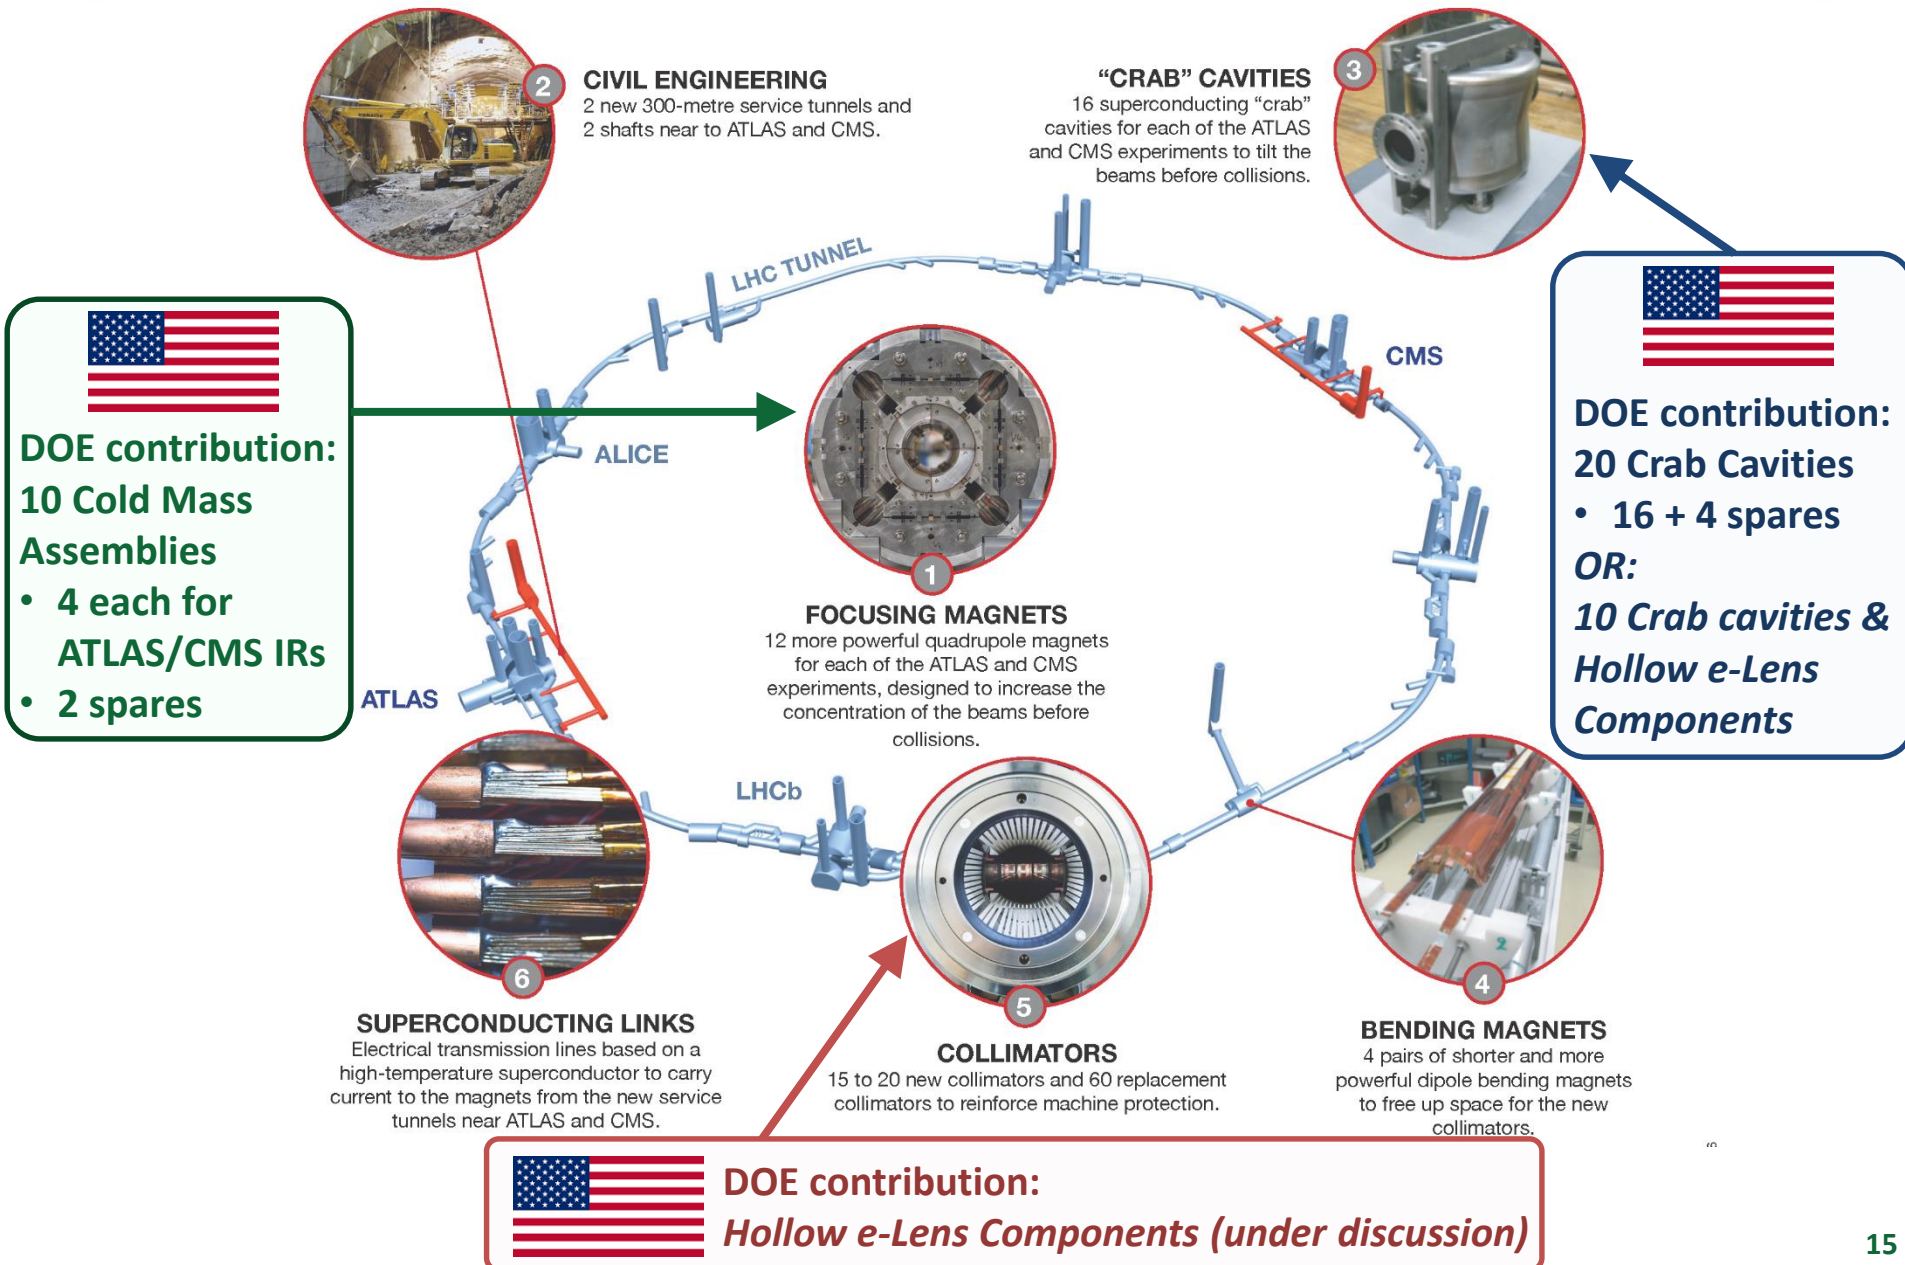 2
CIVIL ENGINEERING
2 new 300-metre service tunnels and
2 shafts near to ATLAS and CMS.
“CRAB” CAVITIES
16 superconducting “crab”
cavities for each of the ATLAS
and CMS experiments to tilt the
beams before collisions.
3
LHC TUNNEL
CMS
ALICE
ATLAS
LHCb
DOE contribution:
10 Cold Mass
Assemblies
• 4 each for
ATLAS/CMS IRs
• 2 spares
1
FOCUSING MAGNETS
12 more powerful quadrupole magnets
for each of the ATLAS and CMS
experiments, designed to increase the
concentration of the beams before
collisions.
DOE contribution:
20 Crab Cavities
• 16 + 4 spares
OR:
10 Crab cavities &
Hollow e-Lens
Components
6
SUPERCONDUCTING LINKS
Electrical transmission lines based on a
high-temperature superconductor to carry
current to the magnets from the new service
tunnels near ATLAS and CMS.
5
COLLIMATORS
15 to 20 new collimators and 60 replacement
collimators to reinforce machine protection.
2
4
BENDING MAGNETS
4 pairs of shorter and more
powerful dipole bending magnets
to free up space for the new
collimators.
DOE contribution:
Hollow e-Lens Components (under discussion)
15